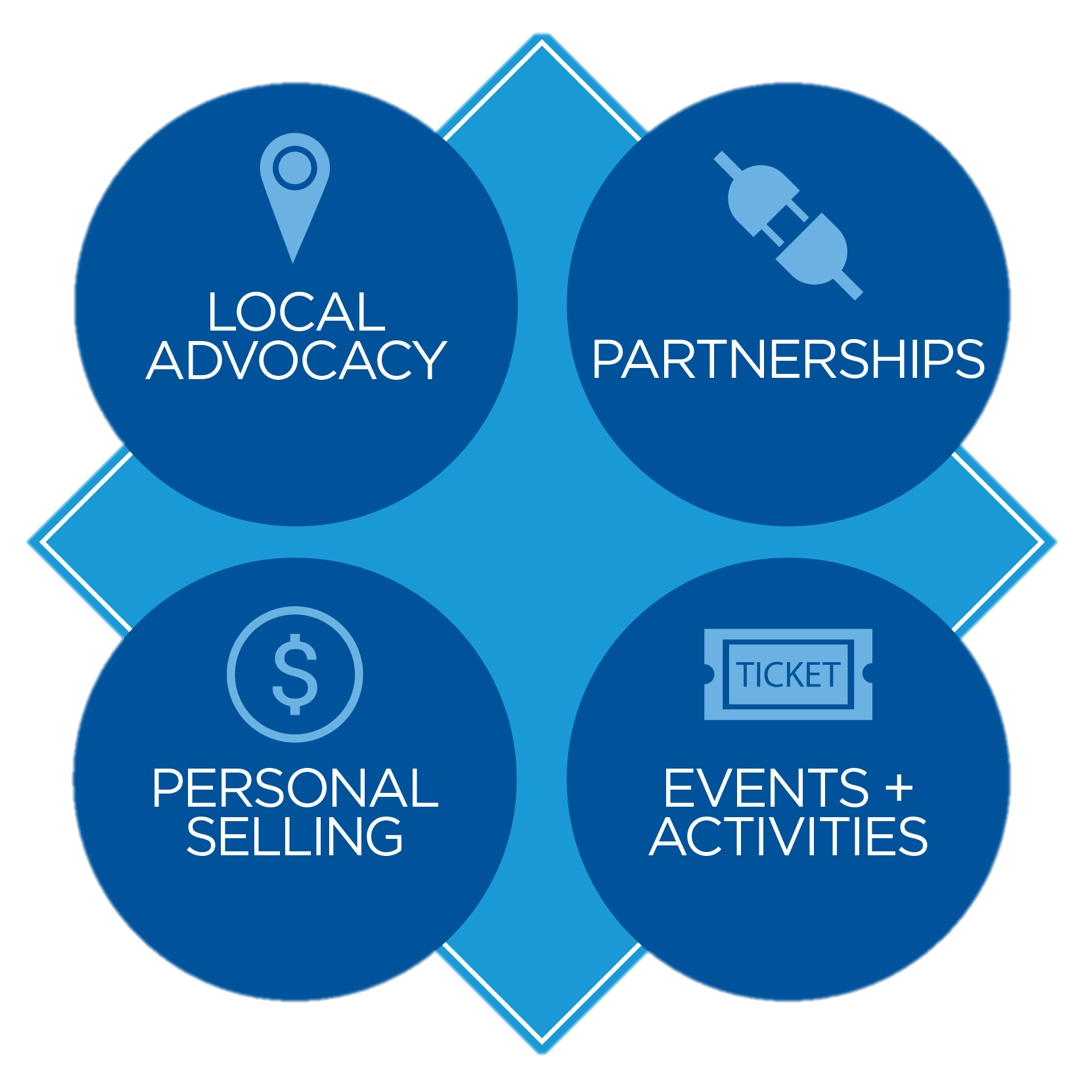 LOCAL
ADVOCACY
PARTNERSHIPS
$
PERSONAL
SELLING
TICKET
EVENTS +
ACTIVITIES